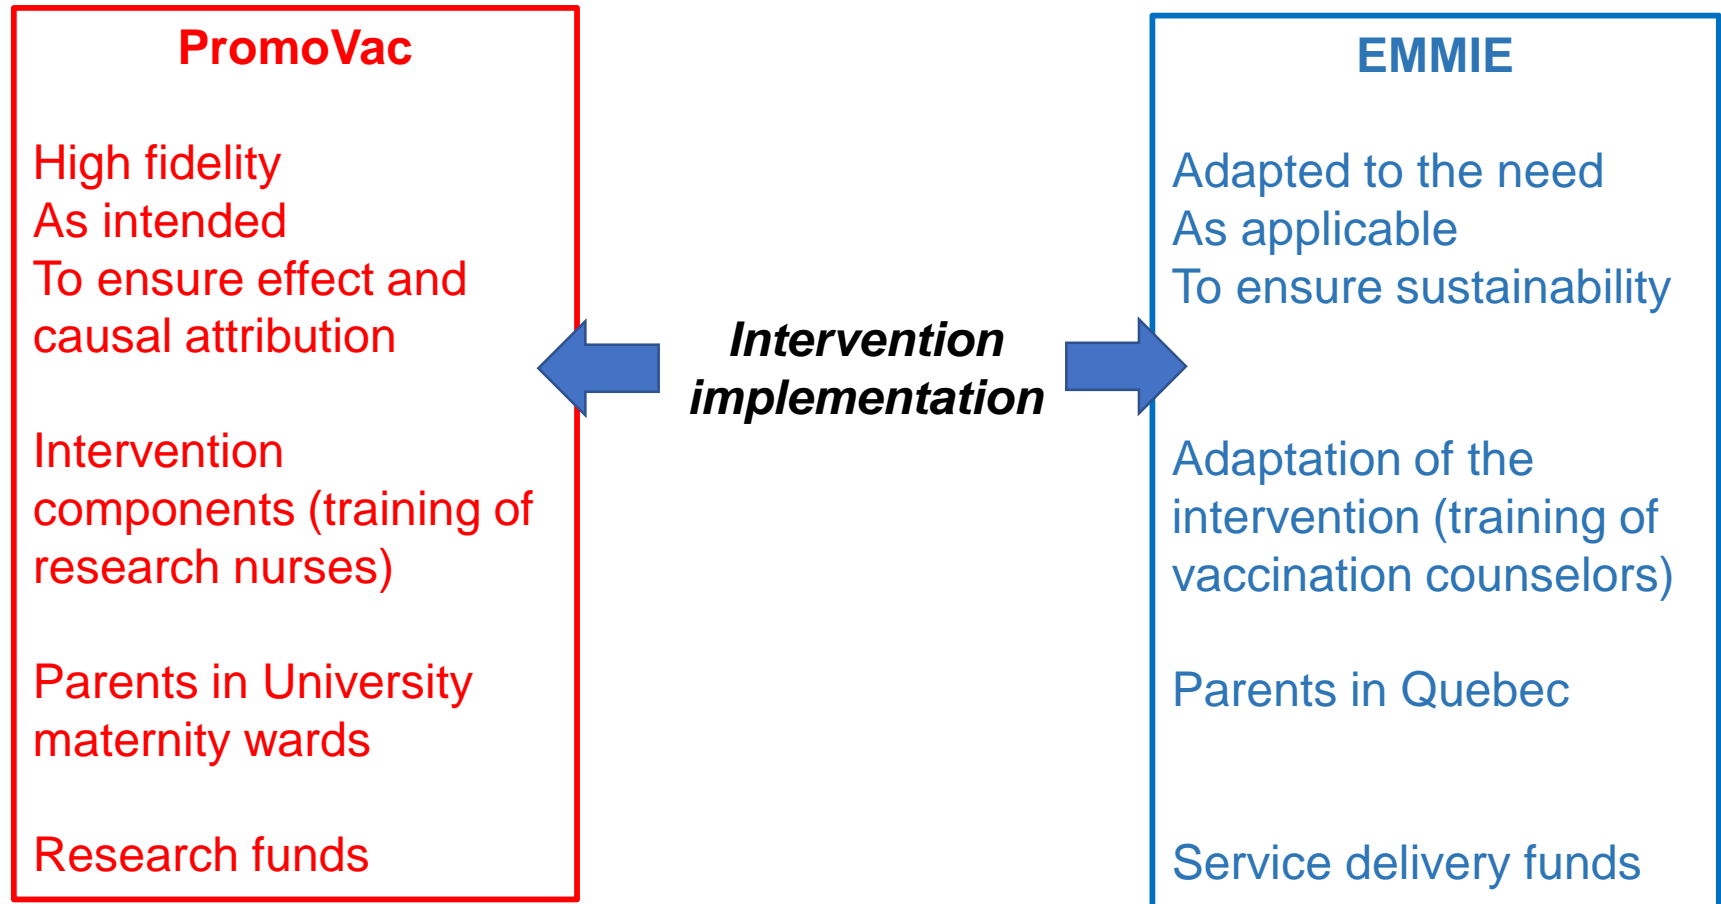 PromoVac
High fidelity
As intended
To ensure effect and
causal attribution
Intervention
components (training of
research nurses)
Parents in University
maternity wards
Research funds
Intervention
implementation
EMMIE
Adapted to the need
As applicable
To ensure sustainability
Adaptation of the
intervention (training of
vaccination counselors)
Parents in Quebec
Service delivery funds